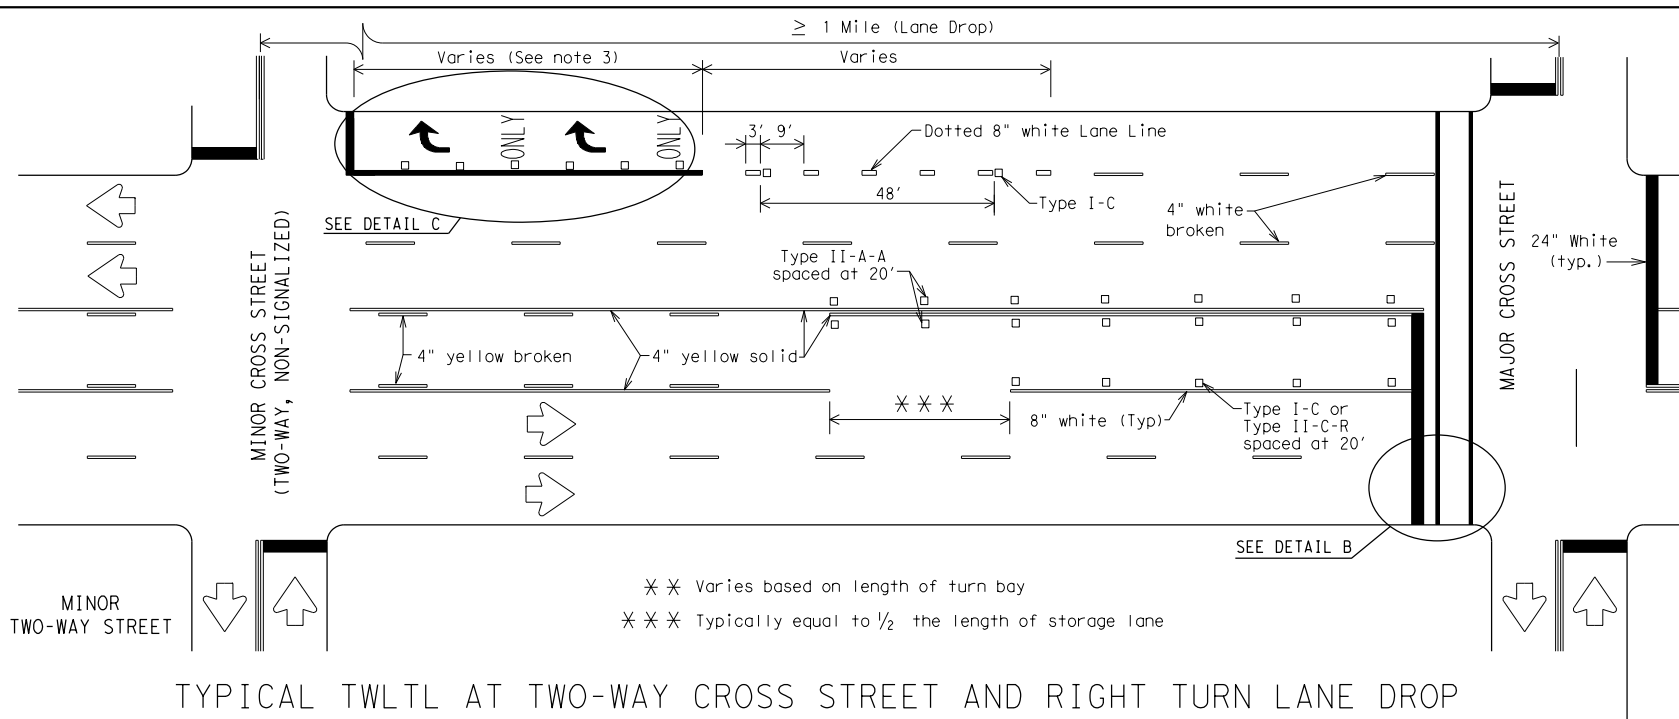 ≥ 1 Mile (Lane Drop)
Varies (See note 3)
Varies
ONLY
ONLY
3' 9'
Dotted 8" white Lane Line
48'
Type I-C
SEE DETAIL C
4" white
broken
24" White
(typ.)
Type II-A-A
spaced at 20'
MINOR CROSS STREET
(TWO-WAY, NON-SIGNALIZED)
MAJOR CROSS STREET
4" yellow broken
4" yellow solid
***
8" white (Typ)
Type I-C or
Type II-C-R
spaced at 20'
SEE DETAIL B
MINOR
TWO-WAY STREET
** Varies based on length of turn bay
*** Typically equal to ½ the length of storage lane
TYPICAL TWLTL AT TWO-WAY CROSS STREET AND RIGHT TURN LANE DROP